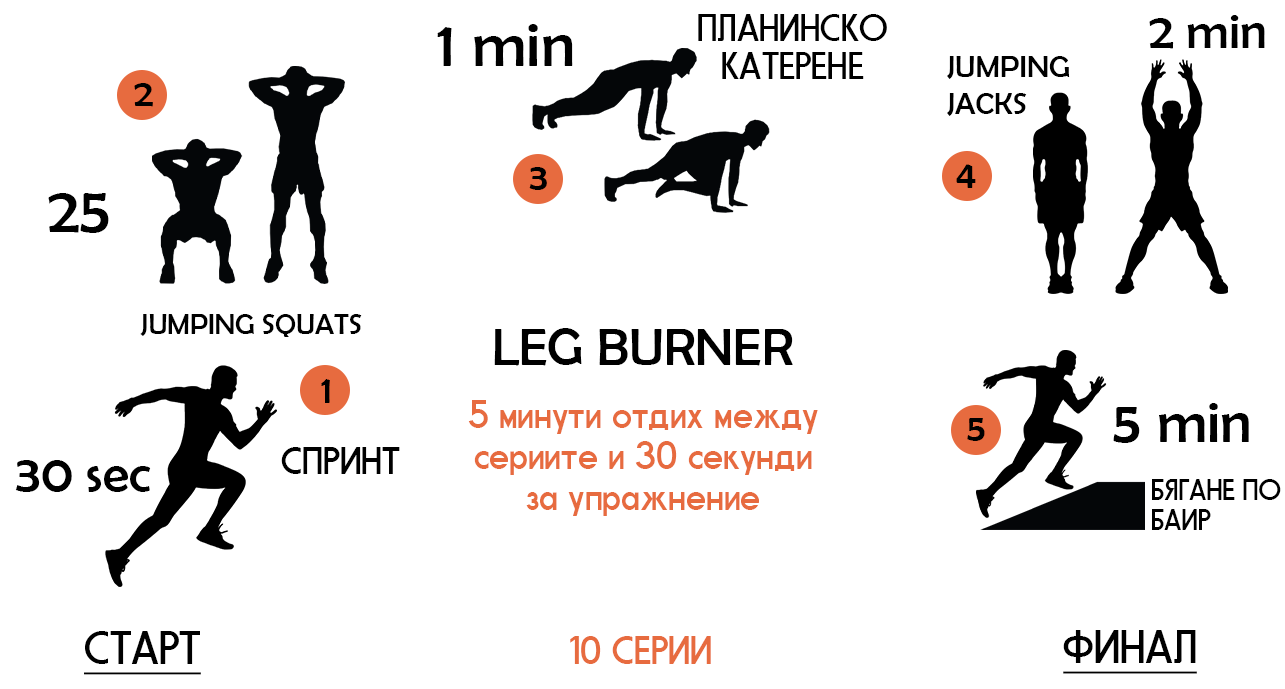 1 min
ПЛАНИНСКО
КАТЕРЕНЕ
3
2
25
JUMPING SQUATS
1
СПРИНТ
30 sec
СТАРТ
LEG BURNER
5 минути отдих между
сериите и 30 секунди
за упражнение
10 СЕРИИ
2 min
JUMPING
JACKS
4
5
5 min
БЯГАНЕ ПО
БАИР
ФИНАЛ